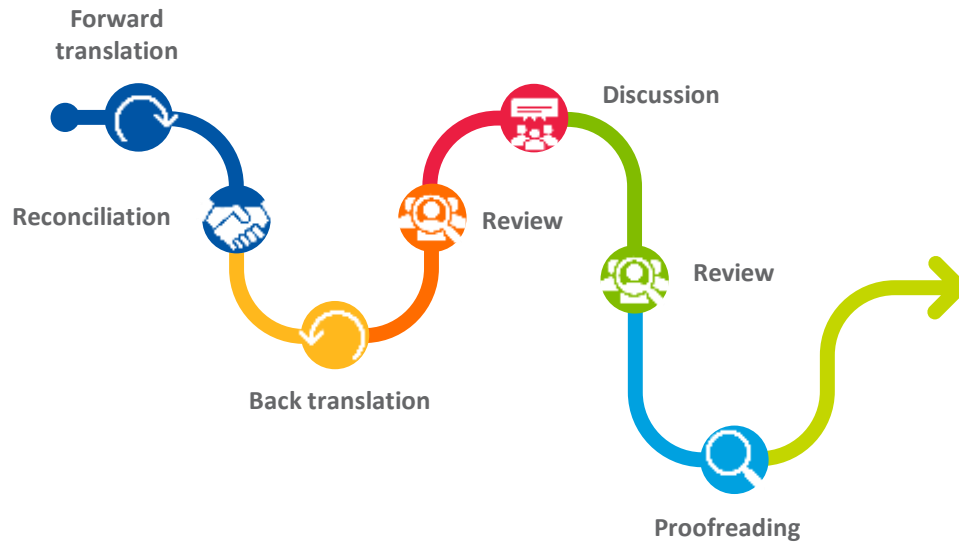 Forward
translation
Reconciliation
Back translation
Review
Discussion
Review
Proofreading